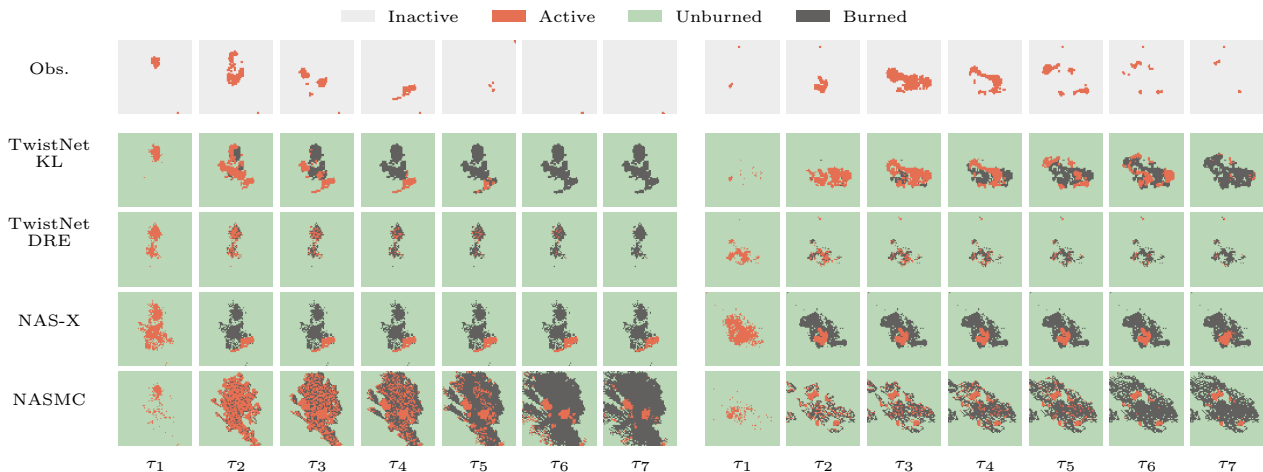 Inactive Active Unburned Burned
Obs.
TwistNet
KL
TwistNet
DRE
NAS-X
NASMC
τ1 τ2 τ3 τ4 τ5 τ6 τ7 τ1 τ2 τ3 τ4 τ5 τ6 τ7